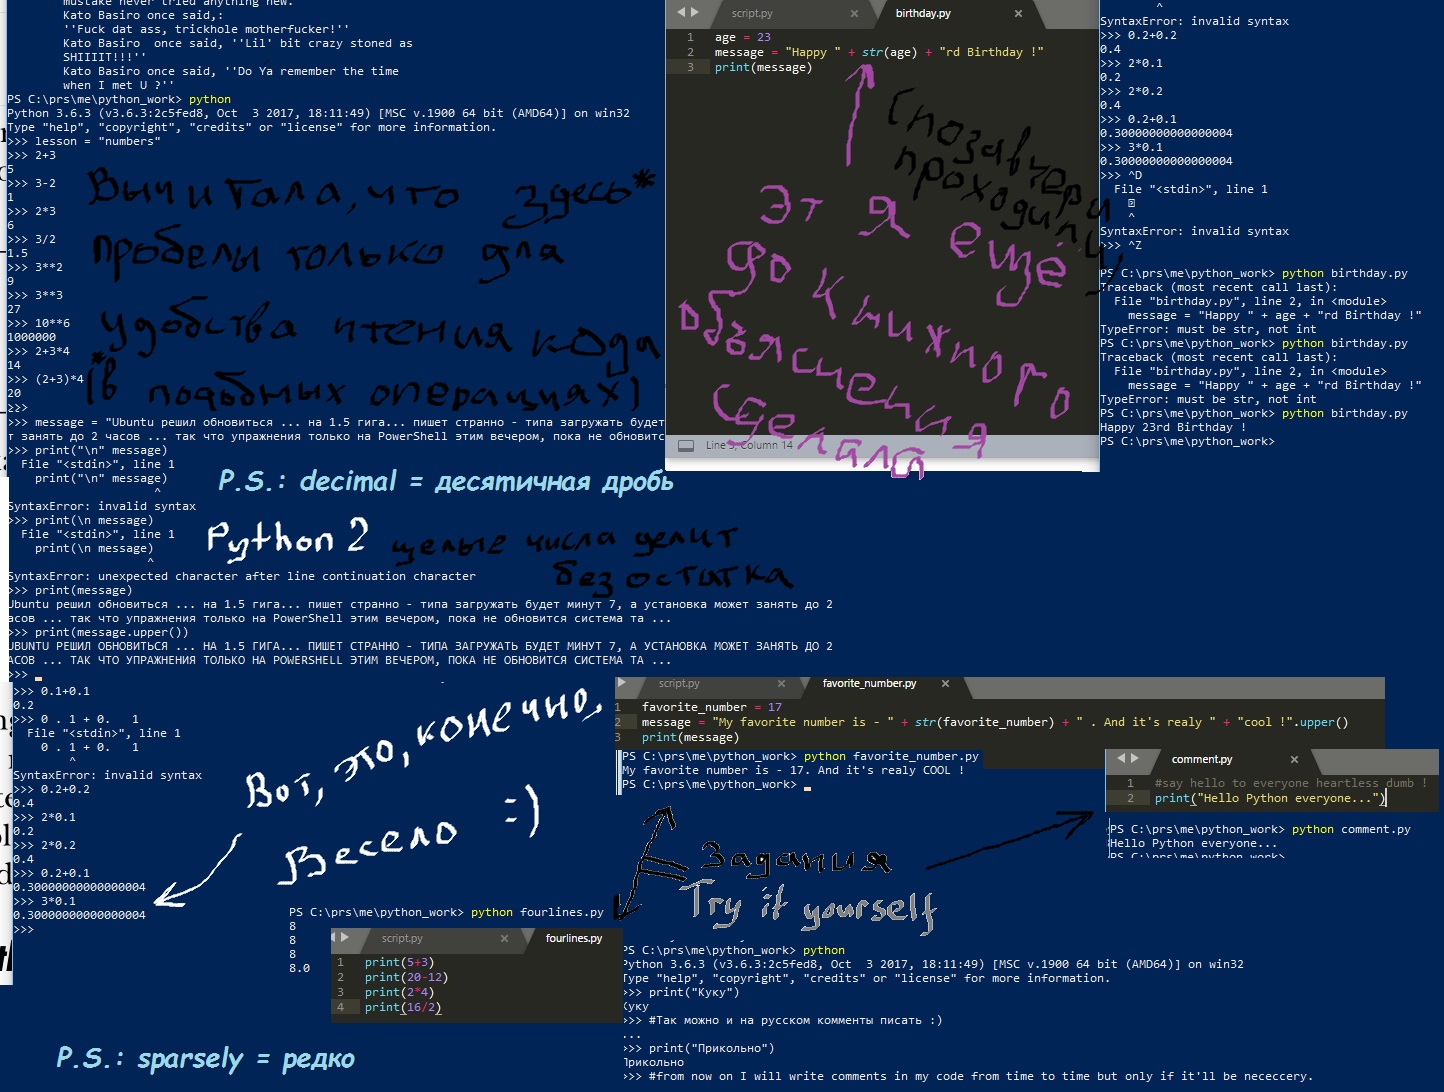 mustake never tried anything new.
Kato Basiro once said,:
''Fuck dat ass, trickhole motherfucker!''
Kato Basiro  once said, ''Lil' bit crazy stoned as
SHIIIIT!!!''
Kato Basiro  once said, ''Do Ya remember the time
when I met U ?''
PS C:\prs\me\python_work> python
Python 3.6.3 (v3.6.3:2c5fed8, Oct  3 2017, 18:11:49) [MSC v.1900 64 bit (AMD64)] on win32
Type "help", "copyright", "credits" or "license" for more information.
>>> lesson = "numbers"
>>> 2+3
5
>>> 3-2
1
>>> 2*3
6
>>> 3/2
1.5
>>> 3**2
9
>>> 3**3
27
>>> 10**6
1000000
>>> 2+3*4
14
>>> (2+3)*4
20
>>>
>>> message = "Ubuntu решил обновиться ... на 1.5 гига... пишет странно - типа загружать будет
т занять до 2 часов ... так что упражнения только на PowerShell этим вечером, пока не обновитс
>>> print("\n" message)
File "<stdin>", line 1
print("\n" message)
^
SyntaxError: invalid syntax
>>> print(\n message)
File "<stdin>", line 1
print(\n message)
^
SyntaxError: unexpected character after line continuation character
>>> print(message)
Ubuntu решил обновиться ... на 1.5 гига... пишет странно - типа загружать будет минут 7, а установка может занять до 2
асов ... так что упражнения только на PowerShell этим вечером, пока не обновится система та ...
>>> print(message.upper())
UBUNTU РЕШИЛ ОБНОВИТЬСЯ ... НА 1.5 ГИГА... ПИШЕТ СТРАННО - ТИПА ЗАГРУЖАТЬ БУДЕТ МИНУТ 7, А УСТАНОВКА МОЖЕТ ЗАНЯТЬ ДО 2
АСОВ ... ТАК ЧТО УПРАЖНЕНИЯ ТОЛЬКО НА POWERSHELL ЭТИМ ВЕЧЕРОМ, ПОКА НЕ ОБНОВИТСЯ СИСТЕМА ТА ...
>>>
Вычитала, что здесь*
пробелы только для
удобства чтения кода
*(в подобных операциях)
P.S.: decimal = десятичная дробь
Python 2 целые числа делит
без остатка
script.py
birthday.py
1 age = 23
2 message = "Happy " + str(age) + "rd Birthday !"
3 print(message)
(позавчера
проходилу
эт я ещё
до книжного
объяснения
сделала
Line 3, Column 14
^
SyntaxError: invalid syntax
>>> 0.2+0.2
0.4
>>> 2*0.1
0.2
>>> 2*0.2
0.4
>>> 0.2+0.1
0.30000000000000004
>>> 3*0.1
0.30000000000000004
>>> ^D
File "<stdin>", line 1
^
SyntaxError: invalid syntax
>>> ^Z
PS C:\prs\me\python_work> python birthday.py
Traceback (most recent call last):
File "birthday.py", line 2, in <module>
message = "Happy " + age + "rd Birthday !"
TypeError: must be str, not int
PS C:\prs\me\python_work> python birthday.py
Traceback (most recent call last):
File "birthday.py", line 2, in <module>
message = "Happy " + age + "rd Birthday !"
TypeError: must be str, not int
PS C:\prs\me\python_work> python birthday.py
Happy 23rd Birthday !
PS C:\prs\me\python_work>
>>> 0.1+0.1
0.2
>>> 0 . 1 + 0.   1
File "<stdin>", line 1
0 . 1 + 0.   1
^
SyntaxError: invalid syntax
>>> 0.2+0.2
0.4
>>> 2*0.1
0.2
>>> 2*0.2
0.4
>>> 0.2+0.1
0.30000000000000004
>>> 3*0.1
0.30000000000000004
>>>
Вот, это, конечно,
Весело :)
script.py
favorite_number.py
1 favorite_number = 17
2 message = "My favorite number is - " + str(favorite_number) + " . And it's realy " + "cool !".upper()
3 print(message)
PS C:\prs\me\python_work> python favorite_number.py
My favorite number is - 17. And it's realy COOL !
PS C:\prs\me\python_work>
comment.py
1 #say hello to everyone heartless dumb !
2 print("Hello Python everyone...")
PS C:\prs\me\python_work> python comment.py
Hello Python everyone...
PS C:\prs\me\python_work>
Задания
Try it yourself
PS C:\prs\me\python_work> python fourlines.py
8
8
8
8.0
script.py
fourlines.py
1 print(5+3)
2 print(20-12)
3 print(2*4)
4 print(16/2)
PS C:\prs\me\python_work> python
Python 3.6.3 (v3.6.3:2c5fed8, Oct  3 2017, 18:11:49) [MSC v.1900 64 bit (AMD64)] on win32
Type "help", "copyright", "credits" or "license" for more information.
>>> print("Куку")
Куку
>>> #Так можно и на русском комменты писать :)
...
>>> print("Прикольно")
Прикольно
>>> #from now on I will write comments in my code from time to time but only if it'll be nececcery.
P.S.: sparsely = редко